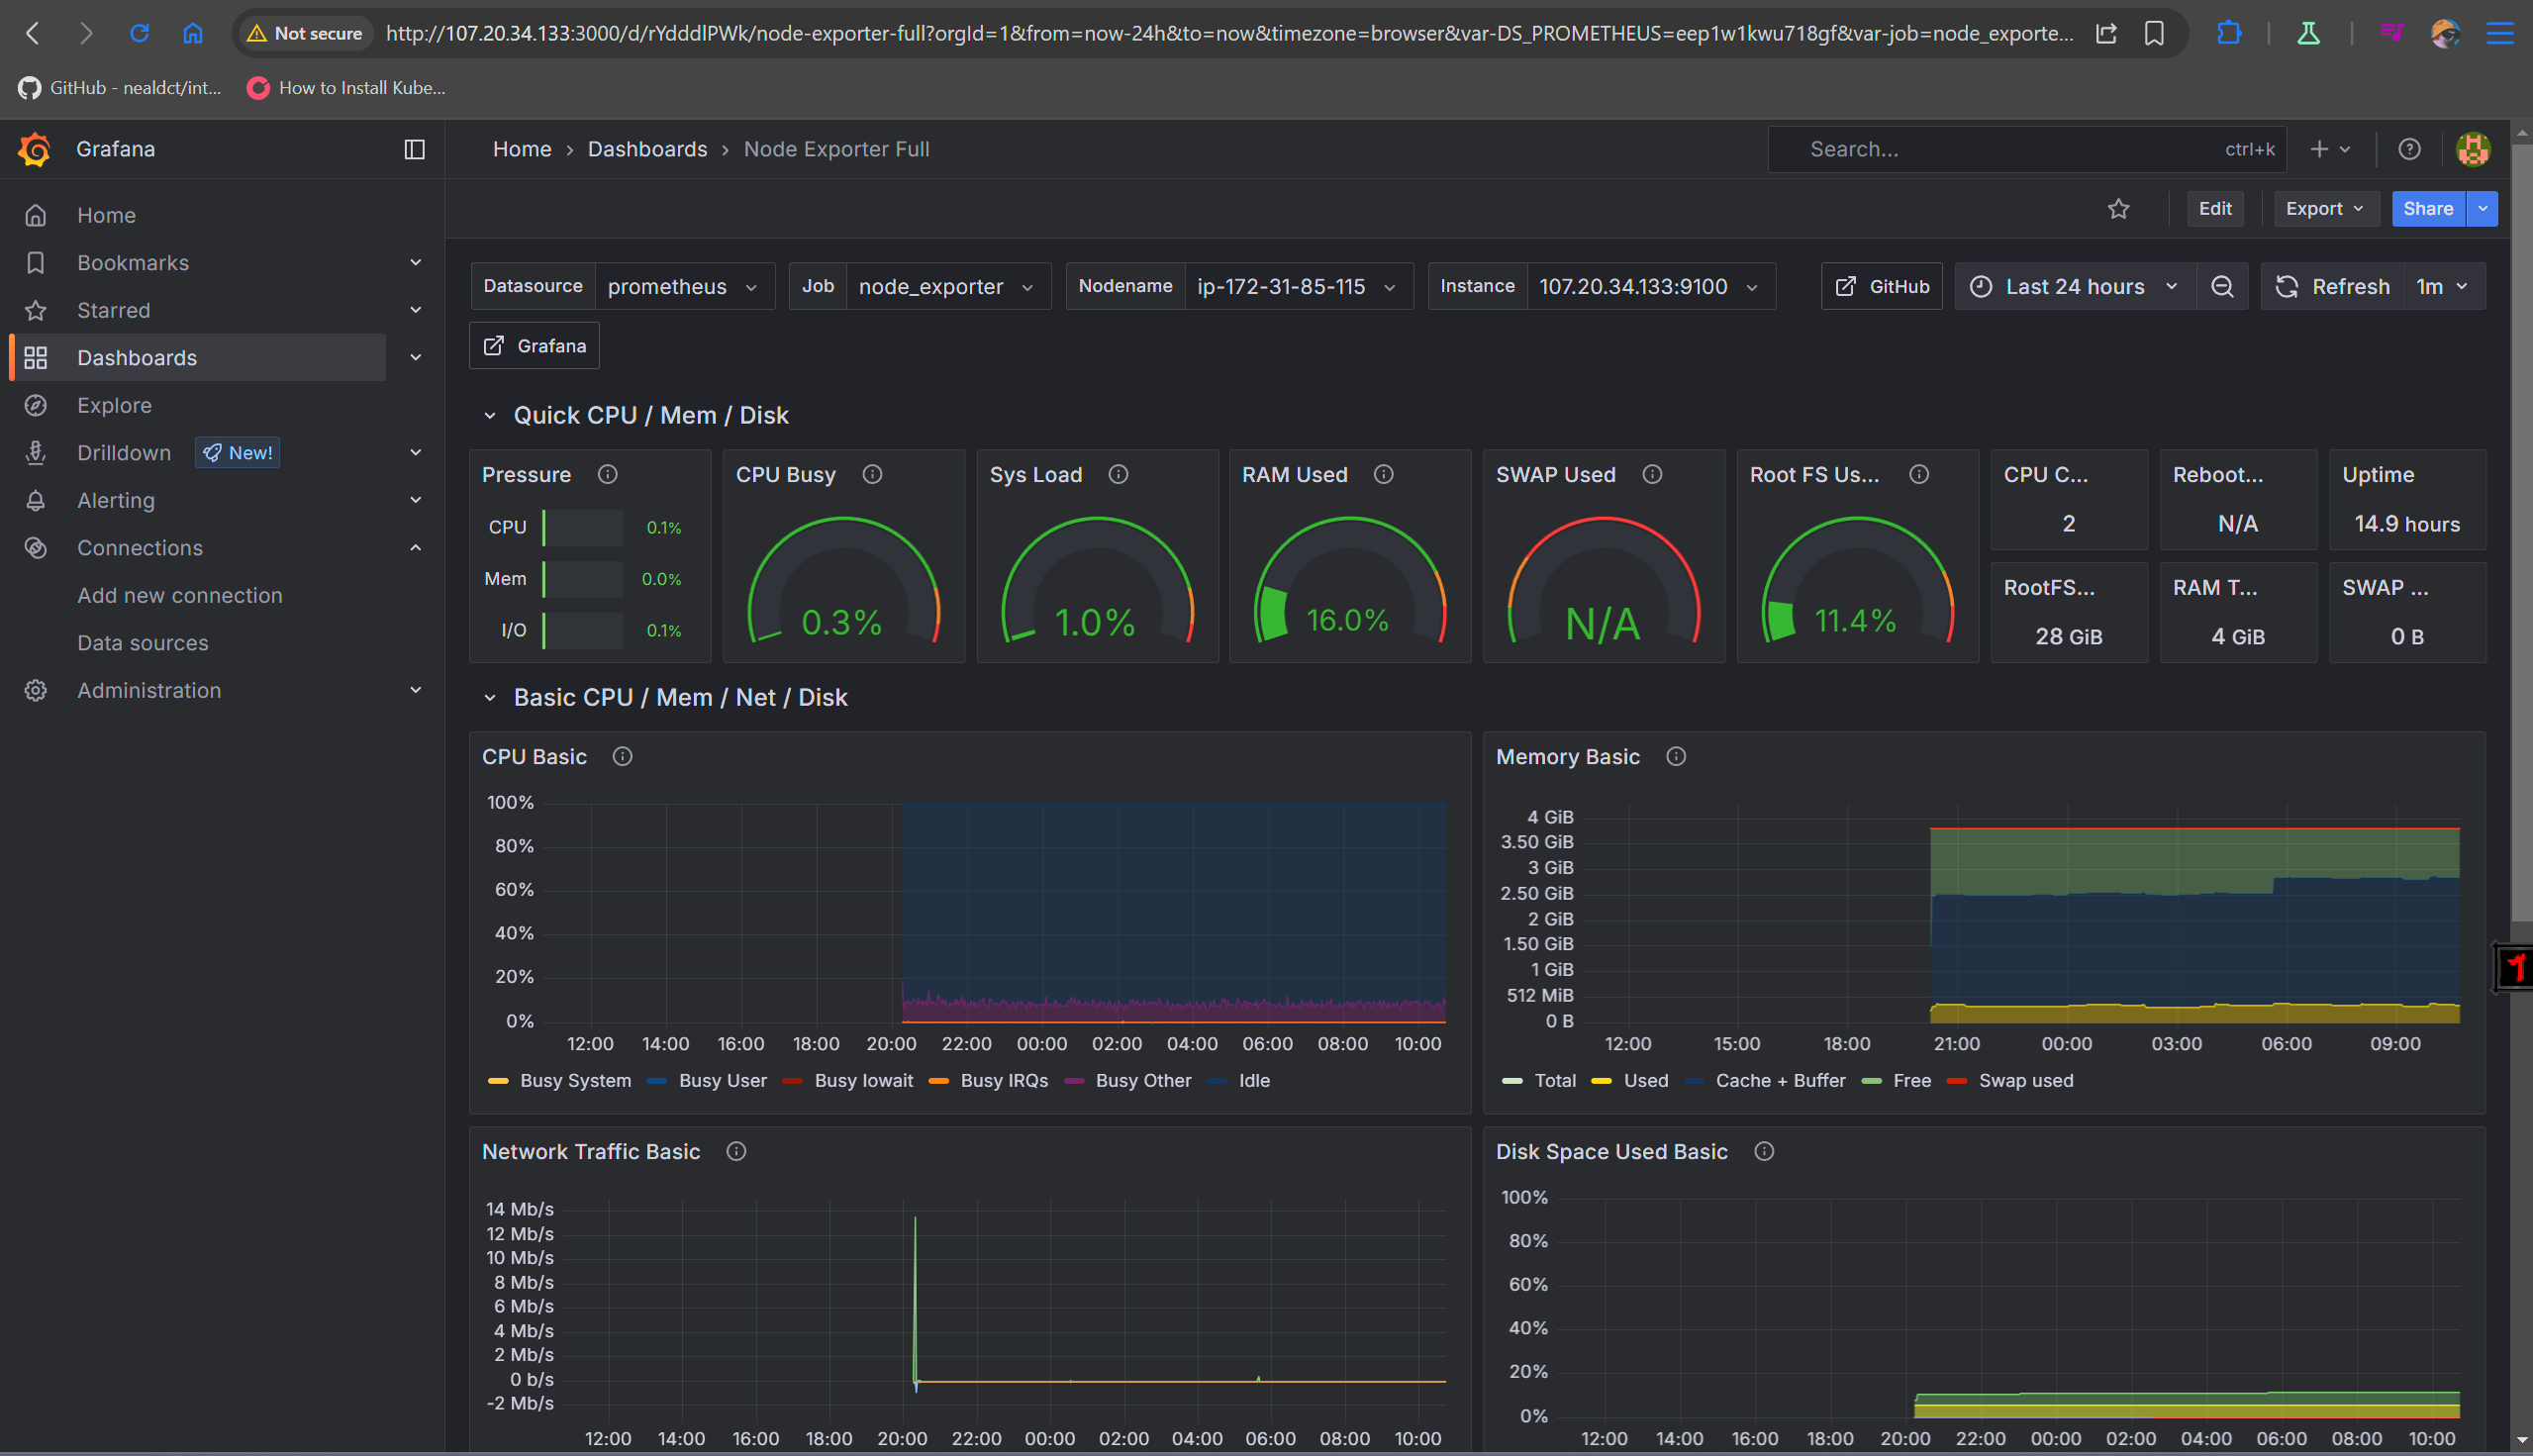 Not secure http://107.20.34.133:3000/d/rYdddlPWk/node-exporter-full?orgId=1&from=now-24h&to=now&timezone=browser&var-DS_PROMETHEUS=eep1w1kwu718gf&var-job=node_exporte...
GitHub - nealdct/int... How to Install Kube...
Grafana Home › Dashboards › Node Exporter Full Search... ctrl+k
Edit Export Share
Home
Bookmarks
Starred
Dashboards
Explore
Drilldown New!
Alerting
Connections
Add new connection
Data sources
Administration
Datasource prometheus Job node_exporter Nodename ip-172-31-85-115 Instance 107.20.34.133:9100 GitHub Last 24 hours Refresh 1m
Grafana
Quick CPU / Mem / Disk
Pressure
CPU 0.1%
Mem 0.0%
I/O 0.1%
CPU Busy
0.3%
Sys Load
1.0%
RAM Used
16.0%
SWAP Used
N/A
Root FS Us...
11.4%
CPU C...
2
Reboot...
N/A
Uptime
14.9 hours
RootFS...
28 GiB
RAM T...
4 GiB
SWAP ...
0 B
Basic CPU / Mem / Net / Disk
CPU Basic
100%
80%
60%
40%
20%
0%
12:00 14:00 16:00 18:00 20:00 22:00 00:00 02:00 04:00 06:00 08:00 10:00
Busy System Busy User Busy Iowait Busy IRQs Busy Other Idle
Memory Basic
4 GiB
3.50 GiB
3 GiB
2.50 GiB
2 GiB
1.50 GiB
1 GiB
512 MiB
0 B
12:00 15:00 18:00 21:00 00:00 03:00 06:00 09:00
Total Used Cache + Buffer Free Swap used
Network Traffic Basic
14 Mb/s
12 Mb/s
10 Mb/s
8 Mb/s
6 Mb/s
4 Mb/s
2 Mb/s
0 b/s
-2 Mb/s
12:00 14:00 16:00 18:00 20:00 22:00 00:00 02:00 04:00 06:00 08:00 10:00
Disk Space Used Basic
100%
80%
60%
40%
20%
0%
12:00 14:00 16:00 18:00 20:00 22:00 00:00 02:00 04:00 06:00 08:00 10:00